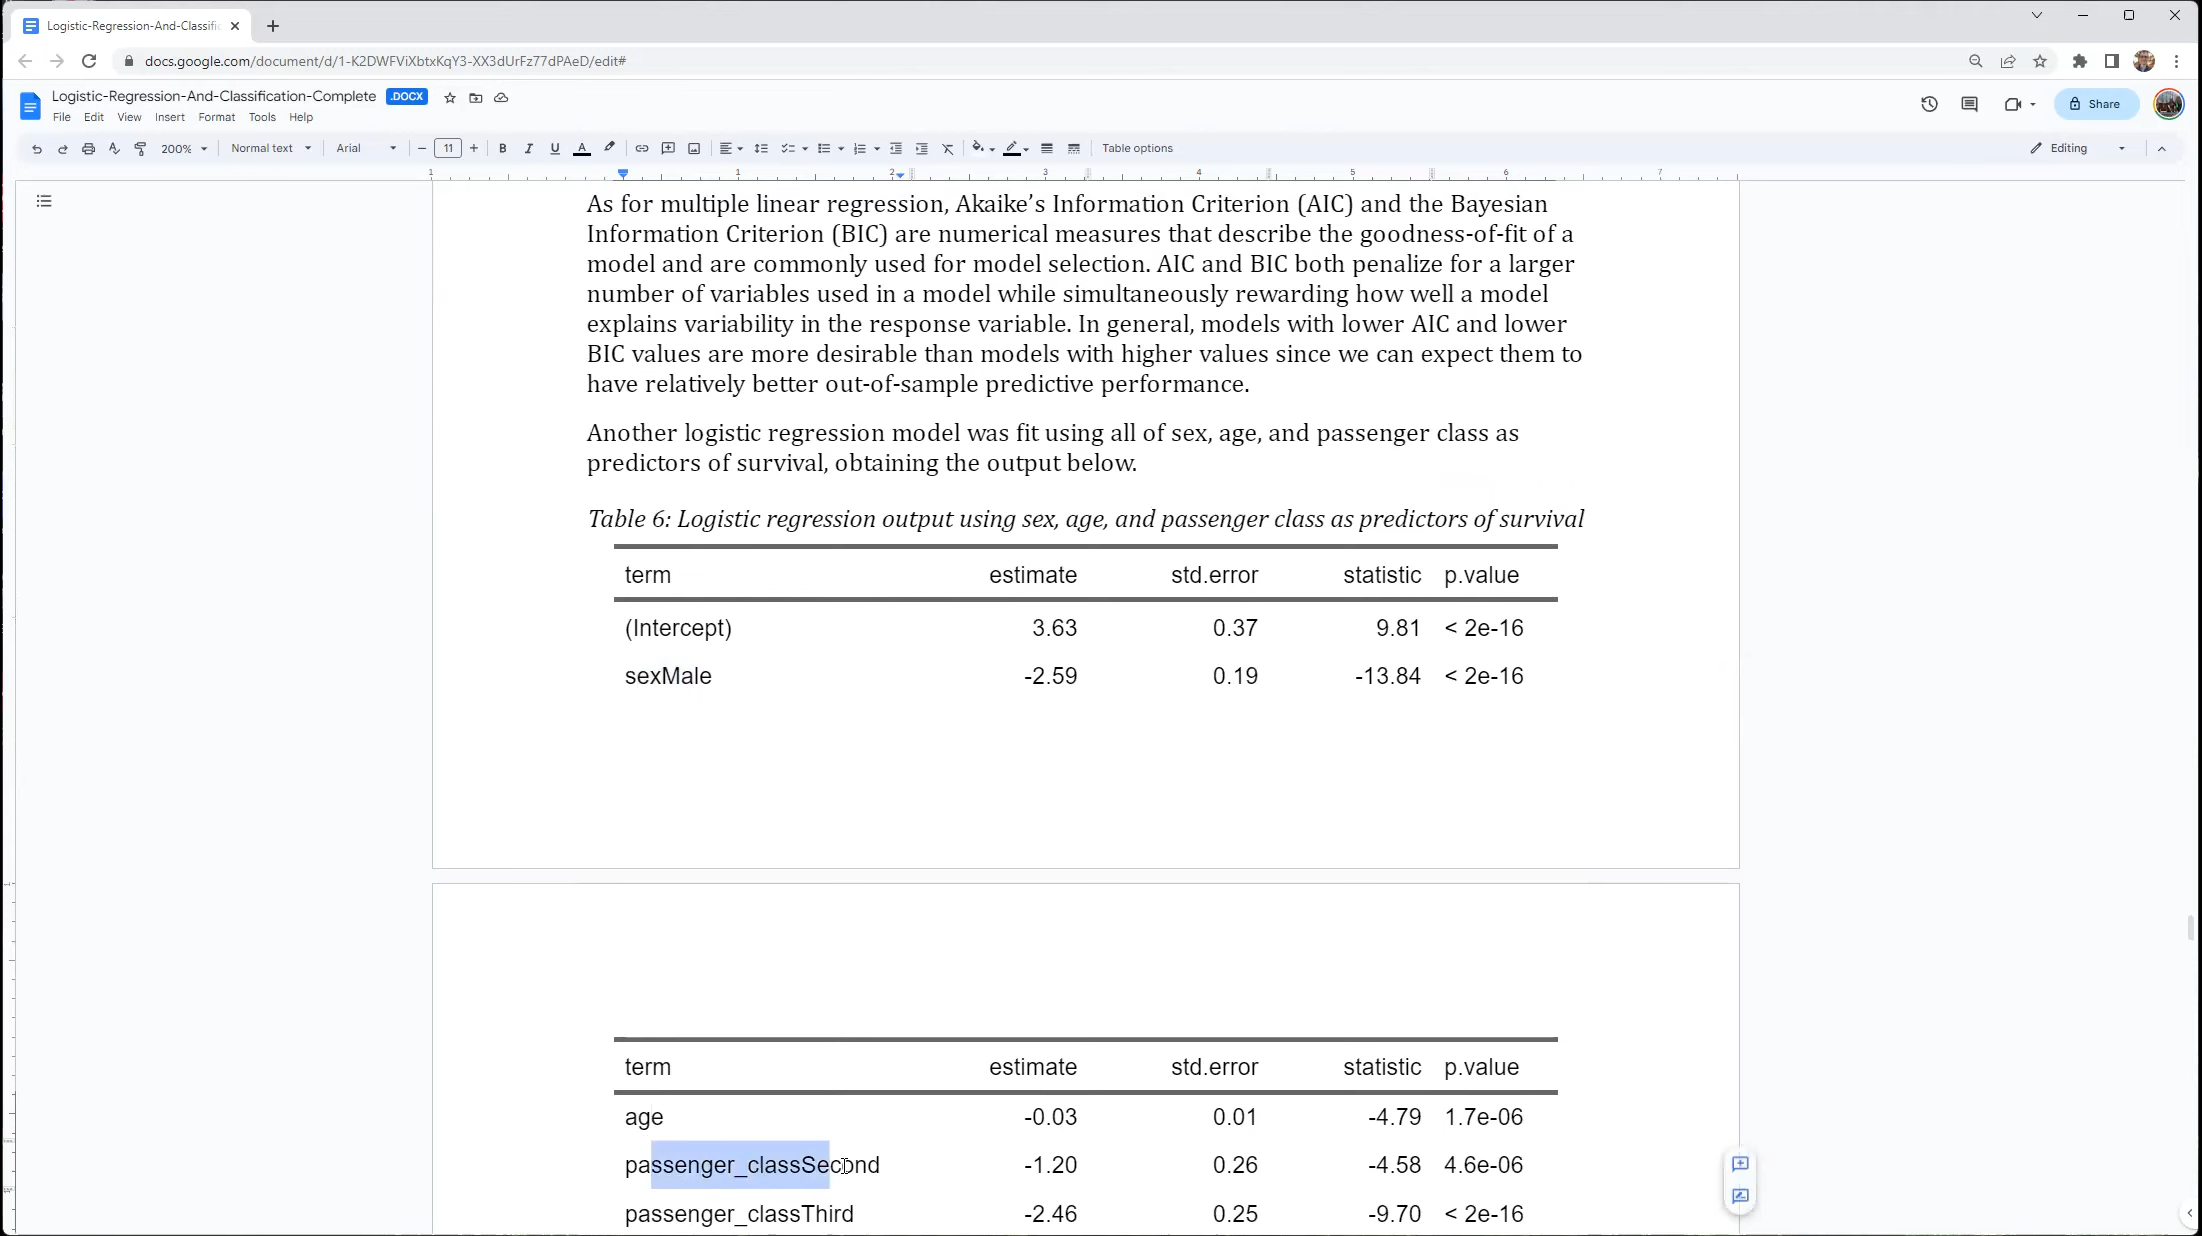 Logistic-Regression-And-Classific
docs.google.com/document/d/1-K2DWFViXbtxKqY3-XX3dUrFz77dPAeD/edit#
Logistic-Regression-And-Classification-Complete .DOCX
File Edit View Insert Format Tools Help
Share
200% Normal text Arial 11 B I U A Table options Editing
1 1 2 3 4 5 6 7
As for multiple linear regression, Akaike’s Information Criterion (AIC) and the Bayesian
Information Criterion (BIC) are numerical measures that describe the goodness-of-fit of a
model and are commonly used for model selection. AIC and BIC both penalize for a larger
number of variables used in a model while simultaneously rewarding how well a model
explains variability in the response variable. In general, models with lower AIC and lower
BIC values are more desirable than models with higher values since we can expect them to
have relatively better out-of-sample predictive performance.
Another logistic regression model was fit using all of sex, age, and passenger class as
predictors of survival, obtaining the output below.
Table 6: Logistic regression output using sex, age, and passenger class as predictors of survival
term estimate std.error statistic p.value
(Intercept) 3.63 0.37 9.81 < 2e-16
sexMale -2.59 0.19 -13.84 < 2e-16
term estimate std.error statistic p.value
age -0.03 0.01 -4.79 1.7e-06
passenger_classSecond -1.20 0.26 -4.58 4.6e-06
passenger_classThird -2.46 0.25 -9.70 < 2e-16